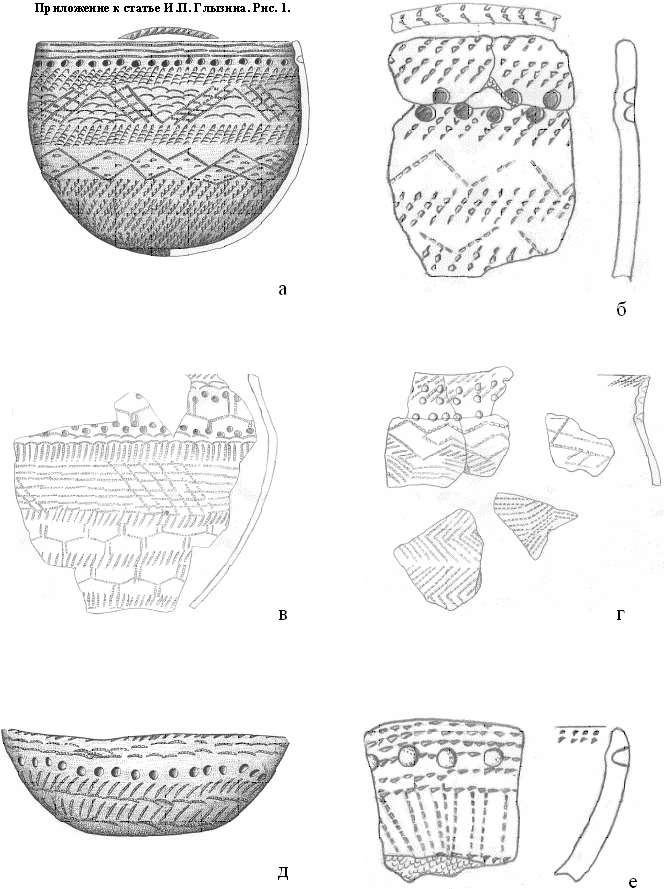 Приложение к статье И.П. Глызина. Рис. 1.
а
б
в
г
д
е